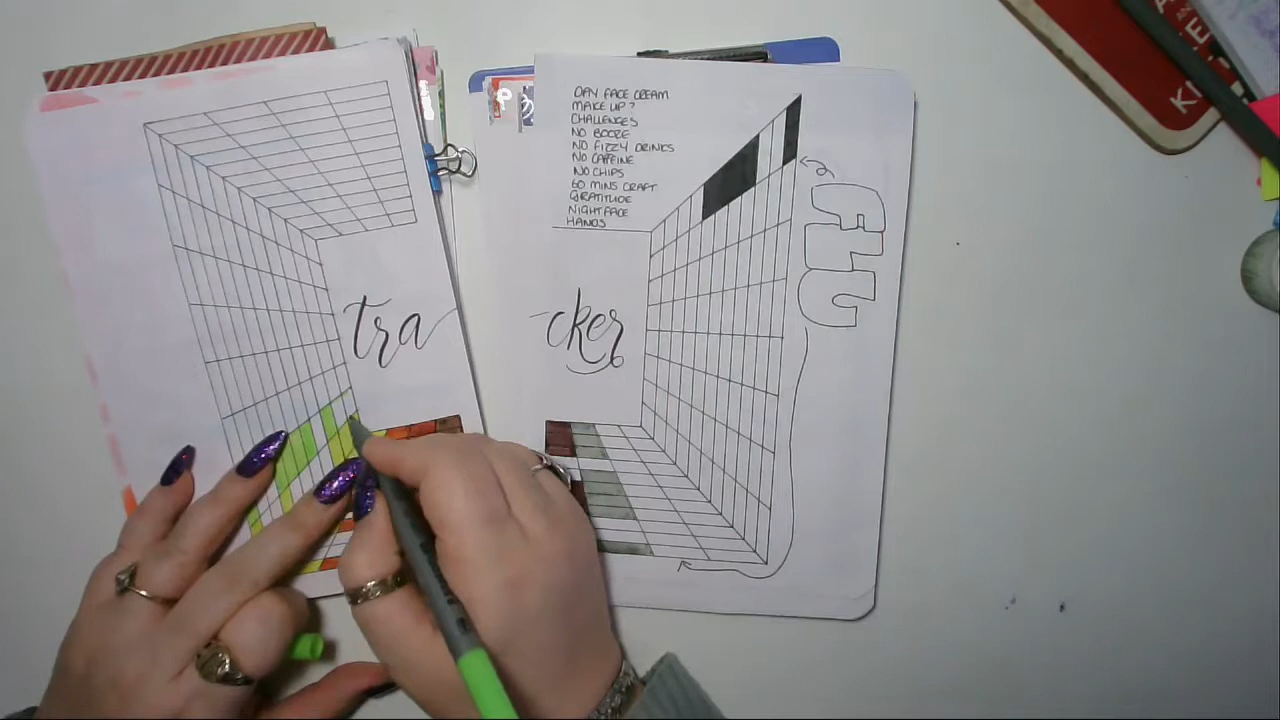 DAY FACE CREAM
MAKE UP?
CHALLENGES
NO BOOZE
NO FIZZY DRINKS
NO CAFFEINE
NO CHIPS
60 MINS CRAFT
GRATITUDE
NIGHT FACE
HANDS
tra
cker
FLU